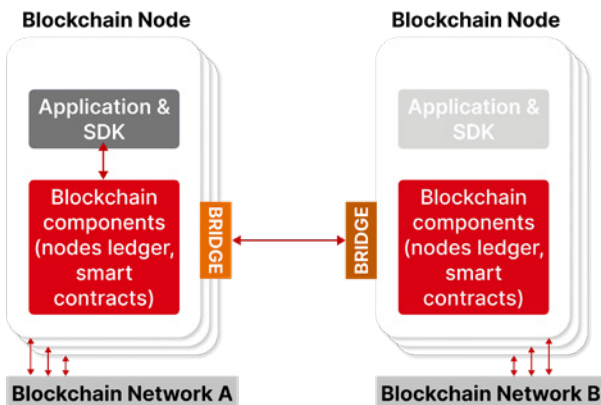 Blockchain Node
Application &
SDK
Blockchain
components
(nodes ledger,
smart
contracts)
BRIDGE
Blockchain Network A
Blockchain Node
Application &
SDK
Blockchain
components
(nodes ledger,
smart
contracts)
BRIDGE
Blockchain Network B